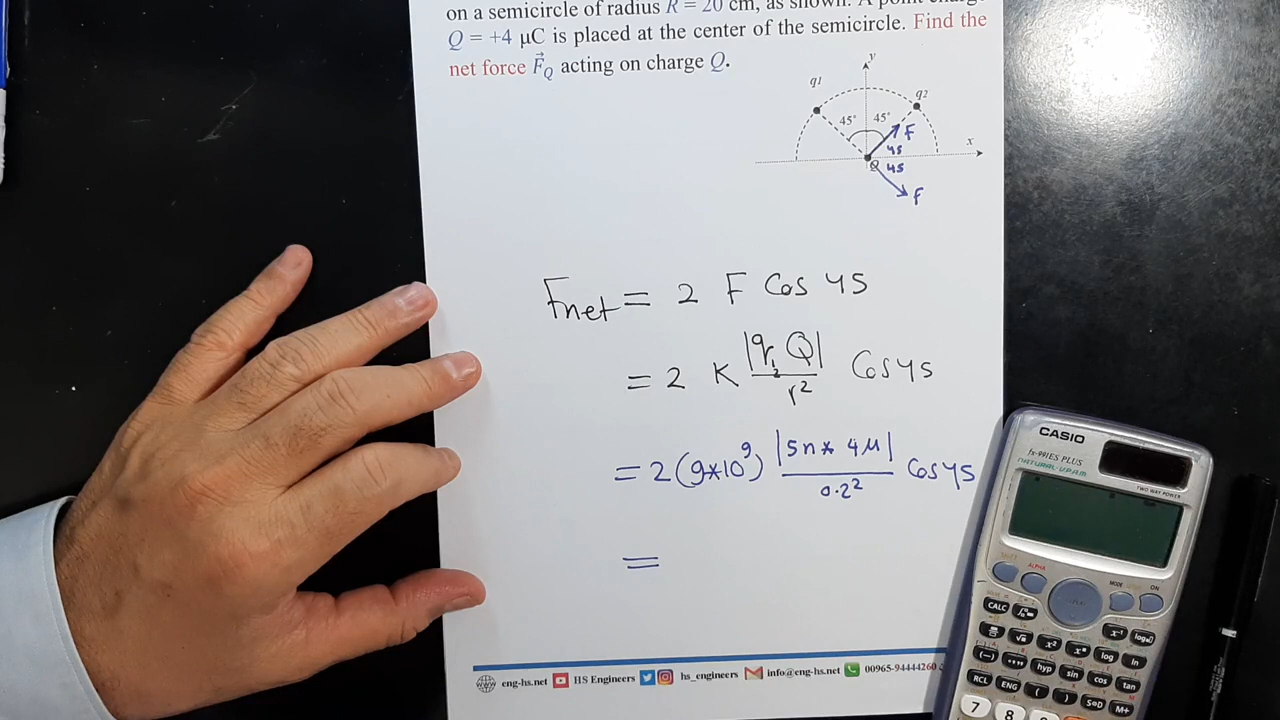 on a semicircle of radius R = 20 cm, as shown. A point charge
Q = +4 μC is placed at the center of the semicircle. Find the
net force F⃗_Q acting on charge Q.
y
q1
q2
45° 45°
F
45
x
Q 45
F
Fnet = 2 F Cos 45
= 2 K |q₁,₂ Q| / r² Cos 45
= 2 (9*10⁹) |5n * 4μ| / 0.2² Cos 45
=
CASIO
fx-991ES PLUS
NATURAL-V.P.A.M.
TWO WAY POWER
SHIFT ALPHA MODE ON
CALC x⁻¹ log
x² log ln
(-) hyp sin cos tan
RCL ENG ( ) S⇔D M+
7 8
eng-hs.net HS Engineers hs_engineers info@eng-hs.net 00965-94444260